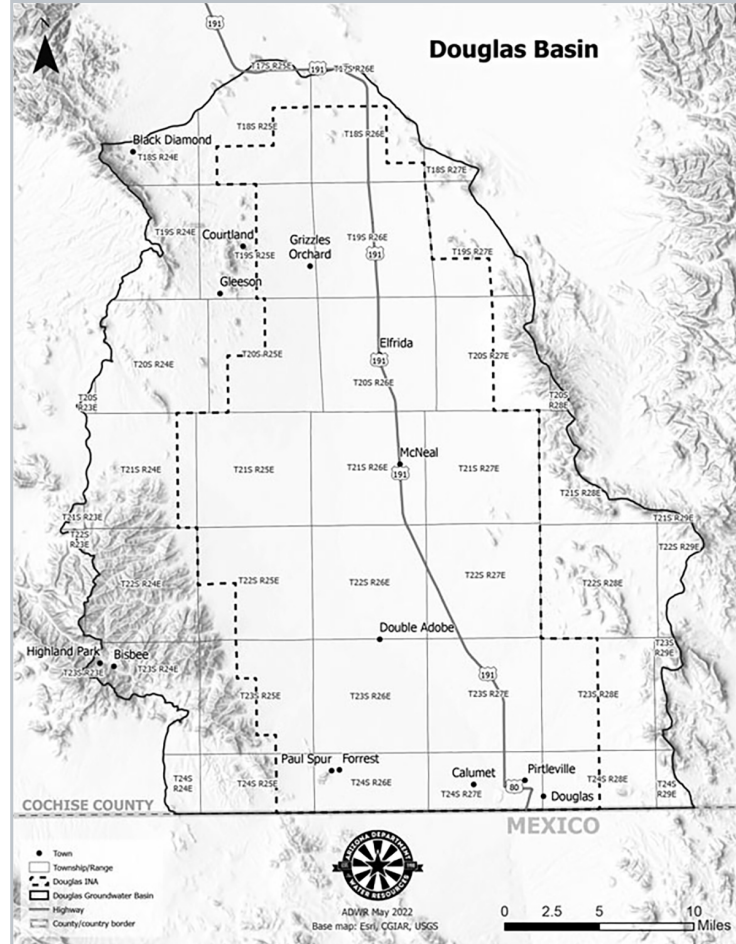 191
N
Douglas Basin
T17S R25E
191
T17S R26E
T18S R25E
T18S R26E
Black Diamond
T18S R24E
T18S R27E
T19S R24E
Courtland
T19S R25E
Grizzles
Orchard
T19S R26E
191
T19S R27E
Gleeson
Elfrida
191
T20S R24E
T20S R25E
T20S R26E
T20S R27E
T20S
R23E
T20S
R28E
McNeal
T21S R24E
T21S R25E
T21S R26E
191
T21S R27E
T21S R28E
T21S R23E
T21S R29E
T22S
R23E
T22S R29E
T22S R24E
T22S R25E
T22S R26E
T22S R27E
T22S R28E
Double Adobe
Highland Park
Bisbee
T23S R23E
T23S R24E
T23S
R29E
191
T23S R25E
T23S R26E
T23S R27E
T23S R28E
Paul Spur
Forrest
Calumet
Pirtleville
T24S
R24E
T24S R25E
T24S R26E
T24S R27E
80
T24S R28E
T24S
R29E
Douglas
COCHISE COUNTY
MEXICO
Town
Township/Range
Douglas INA
Douglas Groundwater Basin
Highway
County/country border
ARIZONA DEPARTMENT
WATER RESOURCES
ADWR May 2022
Base map: Esri, CGIAR, USGS
0 2.5 5 10
Miles